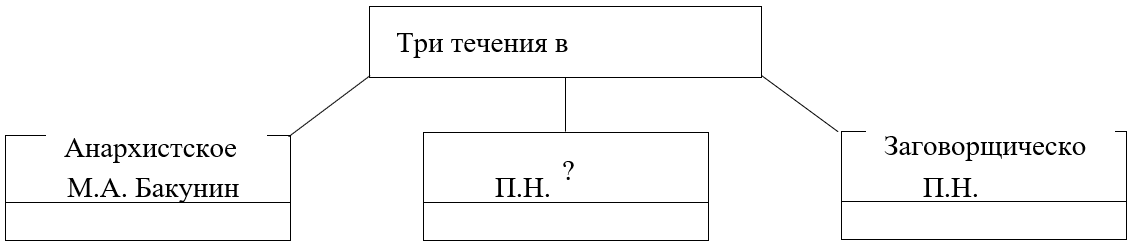 Три течения в
Анархистское
М.А. Бакунин
?
П.Н.
Заговорщическо
П.Н.